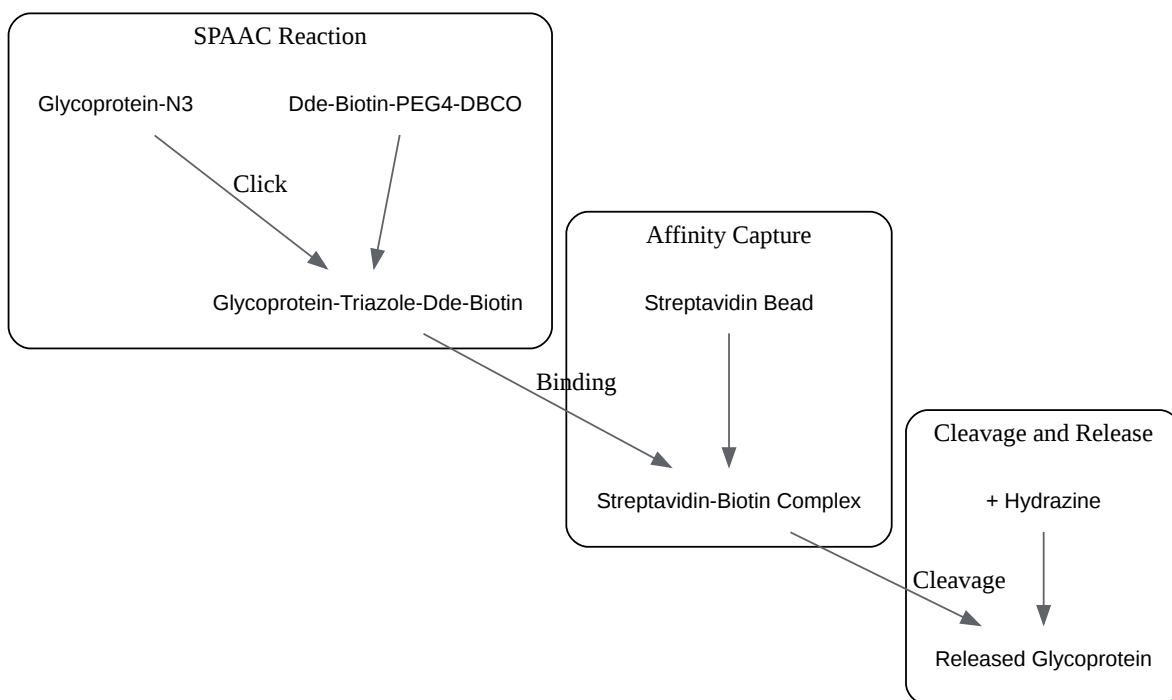 SPAAC Reaction
Glycoprotein-N3
Dde-Biotin-PEG4-DBCO
Click
Glycoprotein-Triazole-Dde-Biotin
Affinity Capture
Streptavidin Bead
Binding
Streptavidin-Biotin Complex
Cleavage and Release
+ Hydrazine
Cleavage
Released Glycoprotein